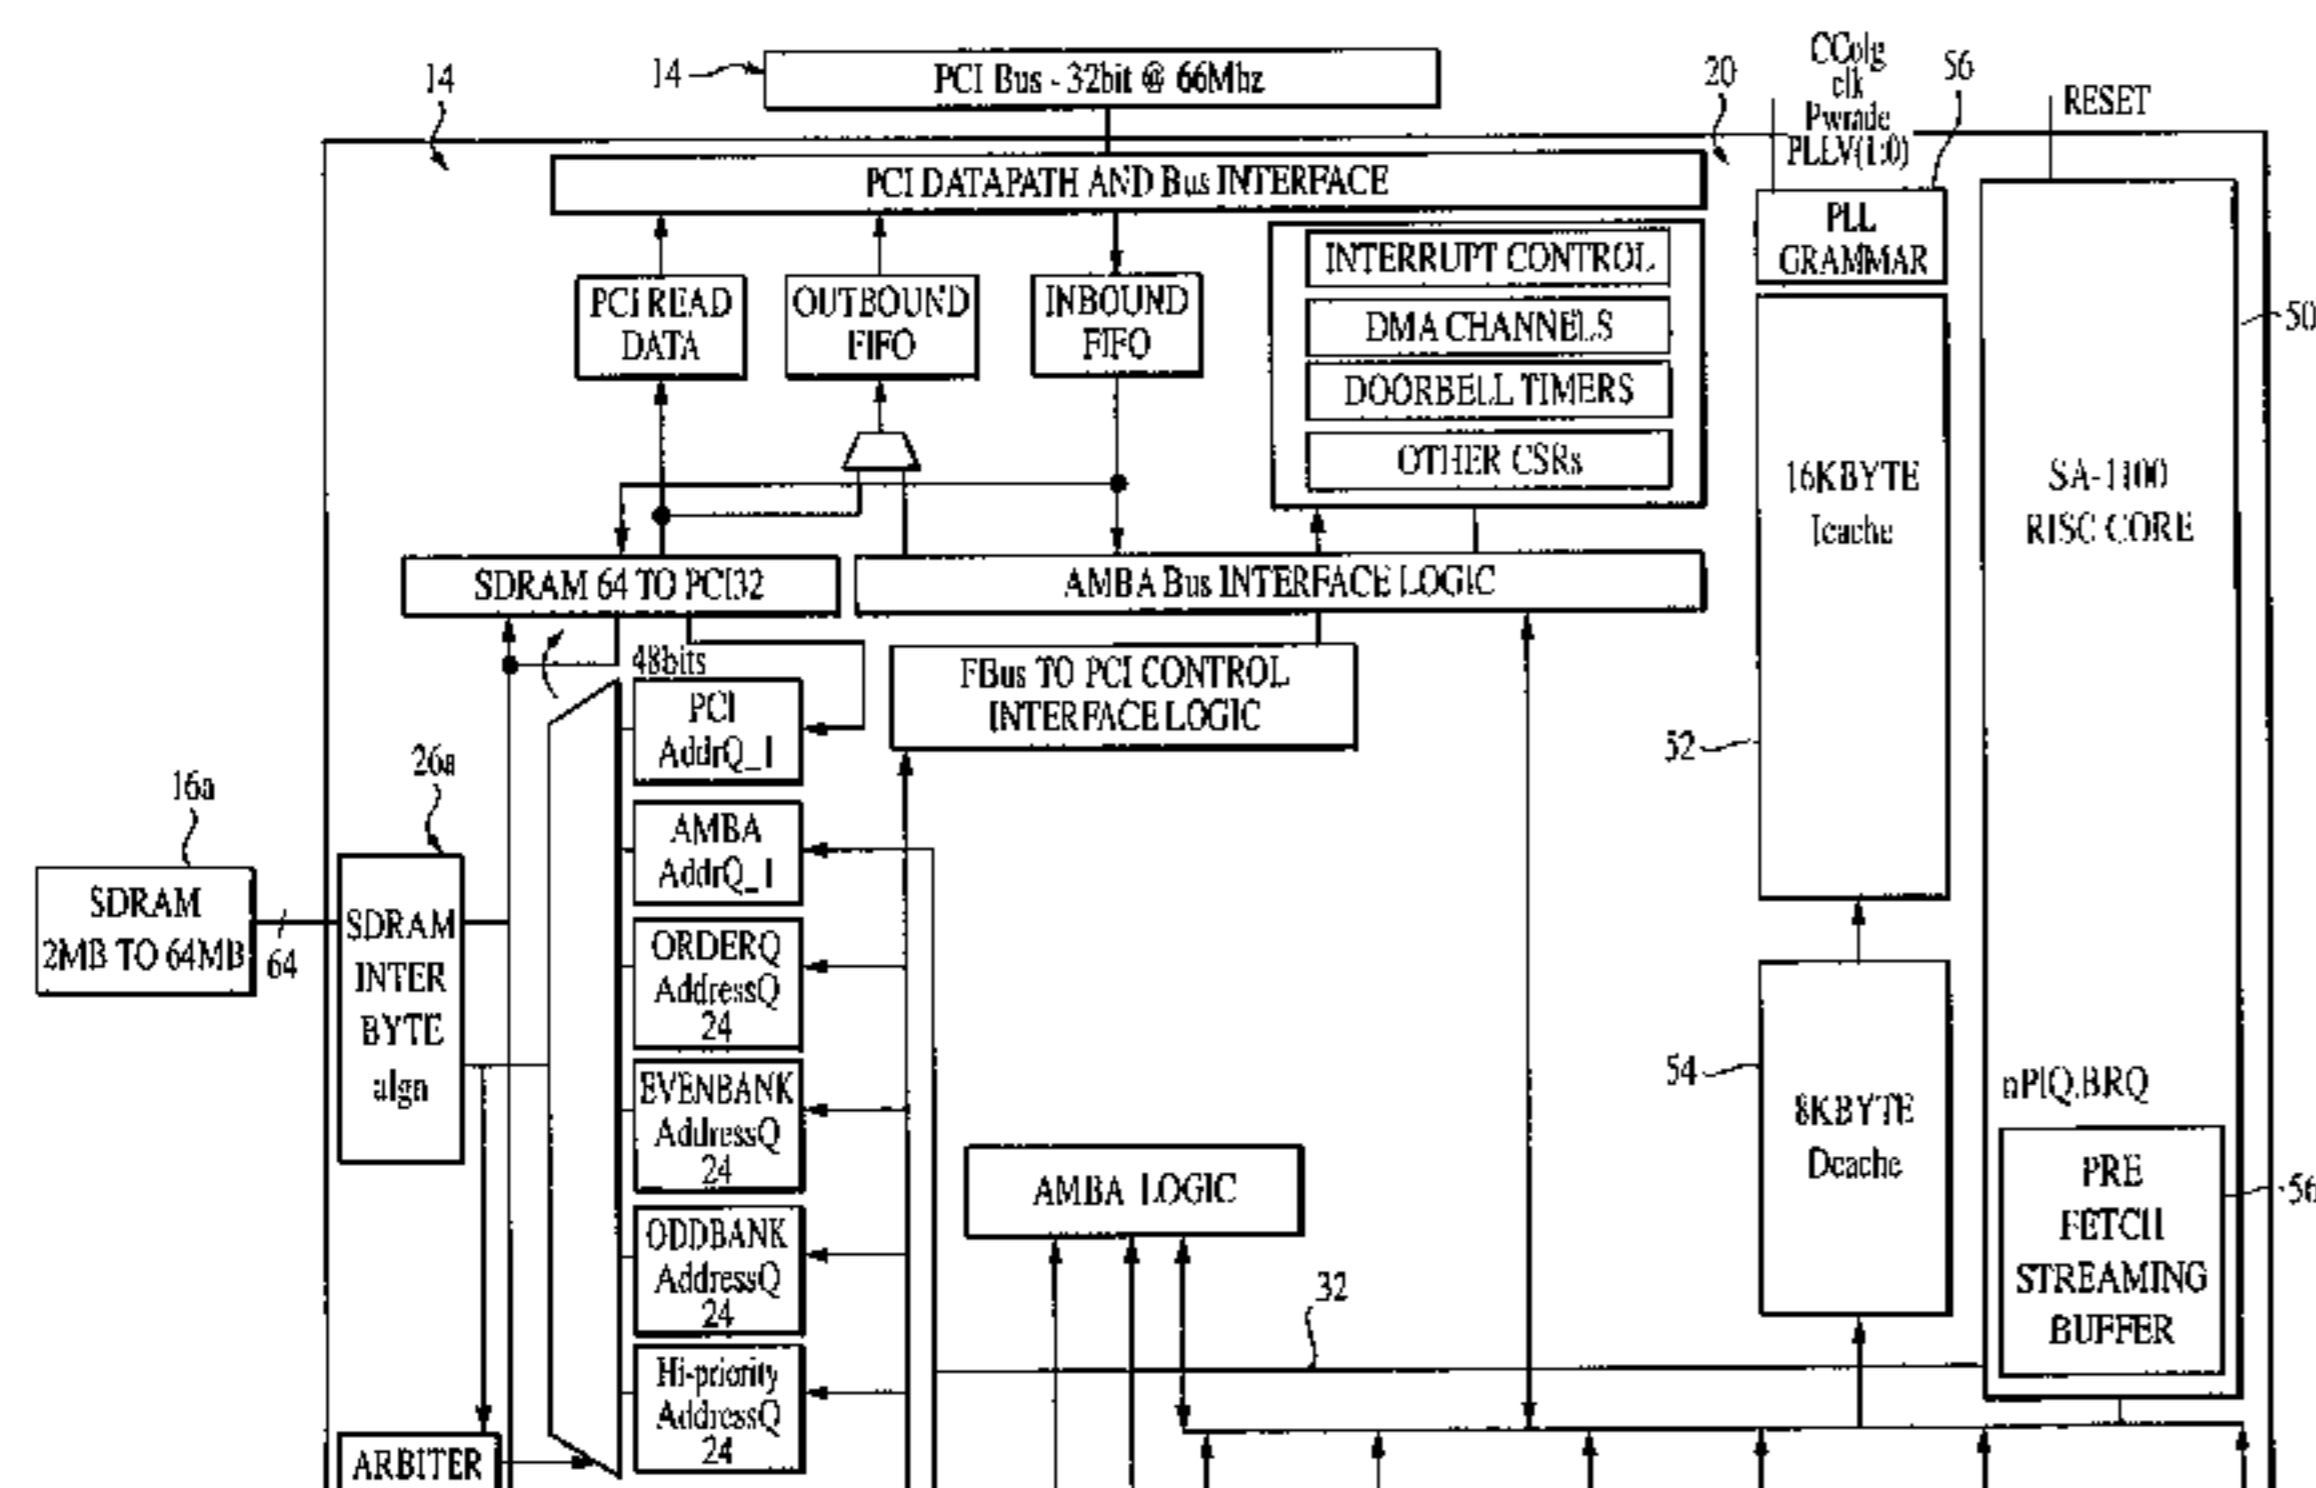 14
14
PCI Bus - 32bit @ 66Mhz
20
CColg
clk
Pwrade
PLLV(1:0)
56
RESET
PCI DATAPATH AND Bus INTERFACE
PLL
GRAMMAR
PCI READ
DATA
OUTBOUND
FIFO
INBOUND
FIFO
INTERRUPT CONTROL
DMA CHANNELS
DOORBELL TIMERS
OTHER CSRs
50
16KBYTE
Icache
SA-1100
RISC CORE
SDRAM 64 TO PCI32
AMBA Bus INTERFACE LOGIC
48bits
FBus TO PCI CONTROL
INTERFACE LOGIC
PCI
AddrQ_1
52
16a
26a
AMBA
AddrQ_1
SDRAM
2MB TO 64MB
64
SDRAM
INTER
BYTE
algn
ORDERQ
AddressQ
24
EVENBANK
AddressQ
24
54
8KBYTE
Dcache
nPIQ.BRQ
PRE
FETCH
STREAMING
BUFFER
56
AMBA LOGIC
ODDBANK
AddressQ
24
32
Hi-priority
AddressQ
24
ARBITER